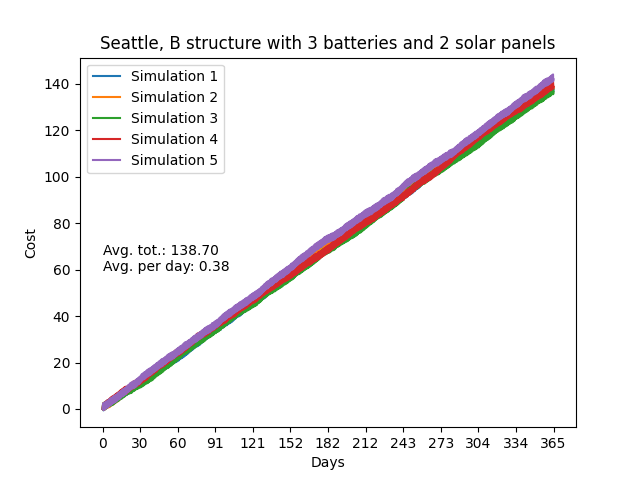 Seattle, B structure with 3 batteries and 2 solar panels
Simulation 1
Simulation 2
Simulation 3
Simulation 4
Simulation 5
140
120
100
80
60
40
20
0
Cost
Avg. tot.: 138.70
Avg. per day: 0.38
0 30 60 91 121 152 182 212 243 273 304 334 365
Days